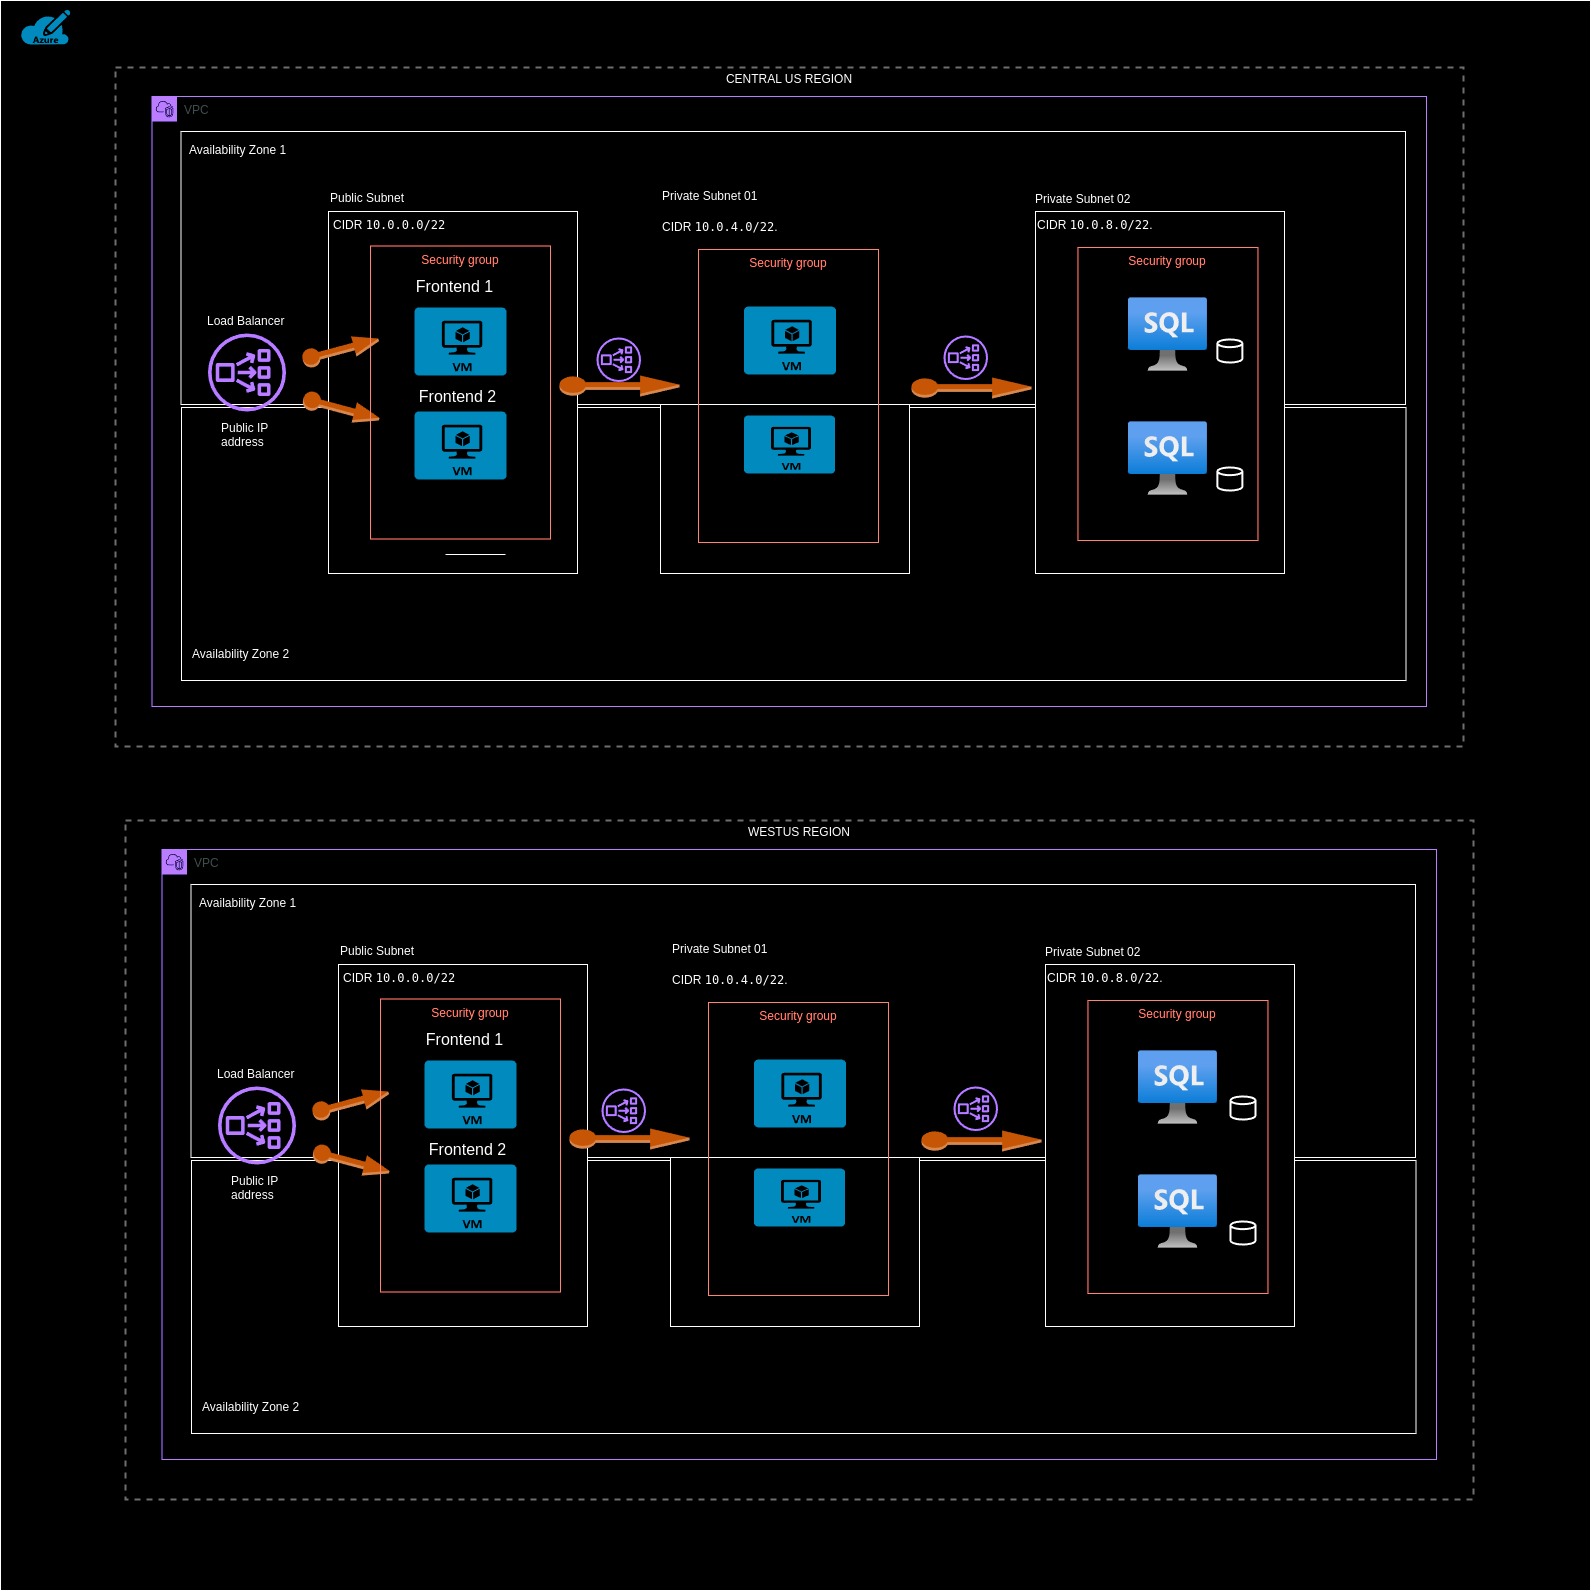 Azure
CENTRAL US REGION
VPC
Availability Zone 1
Public Subnet
CIDR 10.0.0.0/22
Security group
Frontend 1
VM
Frontend 2
VM
Private Subnet 01
CIDR 10.0.4.0/22.
Security group
VM
VM
Private Subnet 02
CIDR 10.0.8.0/22.
Security group
SQL
SQL
Load Balancer
Public IP
address
Availability Zone 2
WESTUS REGION
VPC
Availability Zone 1
Public Subnet
CIDR 10.0.0.0/22
Security group
Frontend 1
VM
Frontend 2
VM
Private Subnet 01
CIDR 10.0.4.0/22.
Security group
VM
VM
Private Subnet 02
CIDR 10.0.8.0/22.
Security group
SQL
SQL
Load Balancer
Public IP
address
Availability Zone 2